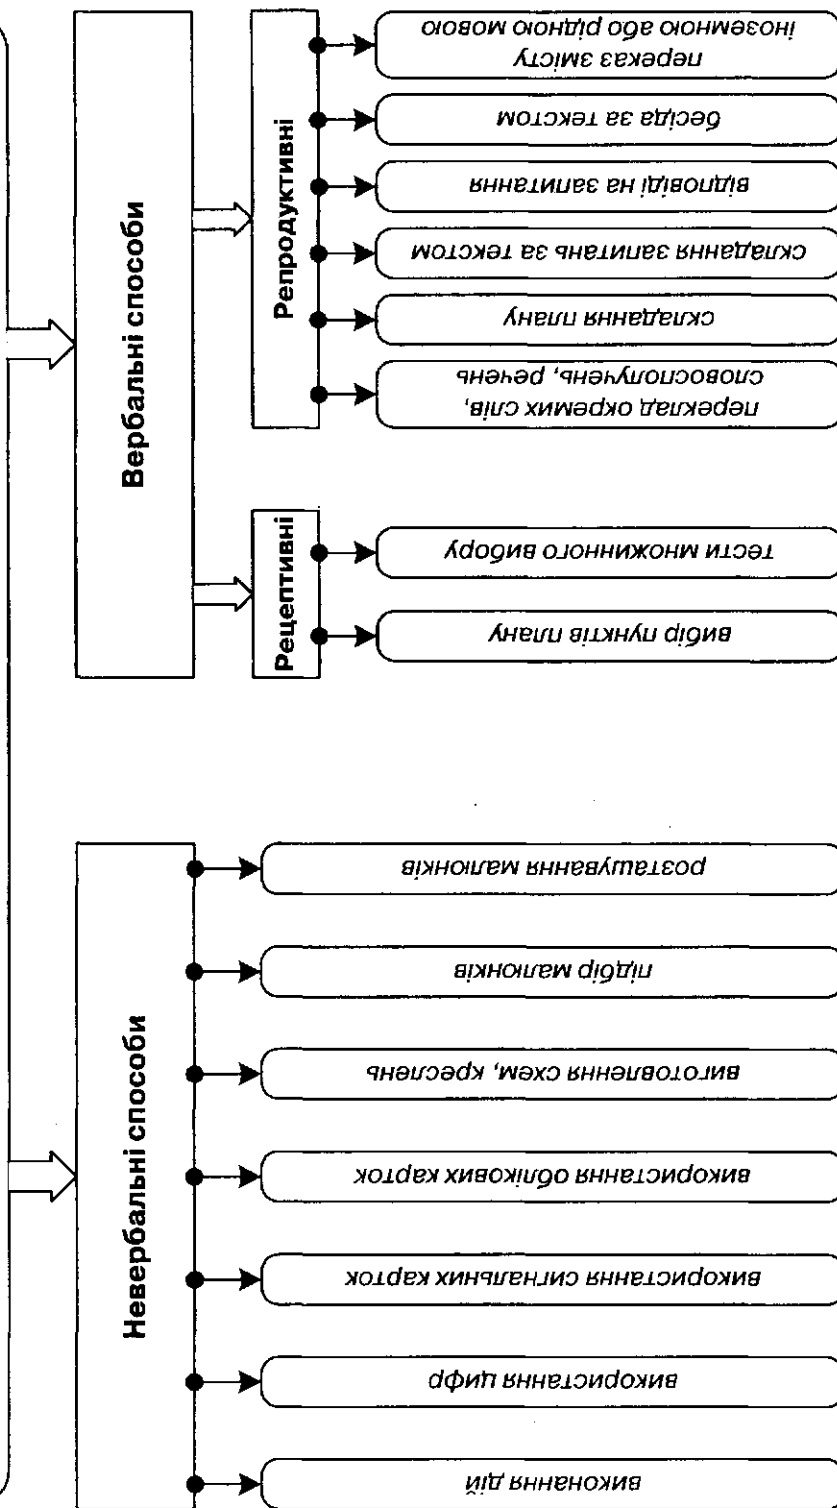 Невербальні способи
виконання дій
використання цифр
використання сигнальних карток
використання облікових карток
виготовлення схем, креслень
підбір малюнків
розташування малюнків
Вербальні способи
Рецептивні
вибір пунктів плану
тести множинного вибору
Репродуктивні
переклад окремих слів,
словосполучень, речень
складання плану
складання запитань за текстом
відповіді на запитання
бесіда за текстом
переказ змісту
іноземною або рідною мовою